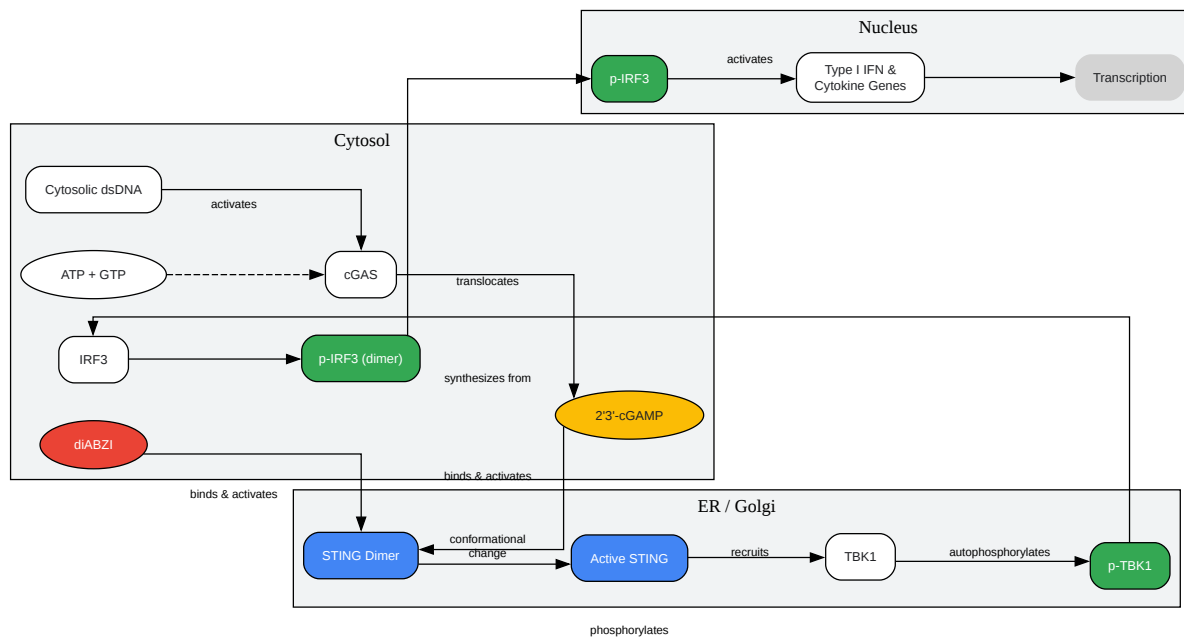 Nucleus
p-IRF3
activates
Type I IFN &
Cytokine Genes
Transcription
Cytosol
Cytosolic dsDNA
activates
ATP + GTP
cGAS
translocates
IRF3
p-IRF3 (dimer)
synthesizes from
2'3'-cGAMP
diABZI
binds & activates
binds & activates
ER / Golgi
STING Dimer
conformational
change
Active STING
recruits
TBK1
autophosphorylates
p-TBK1
phosphorylates